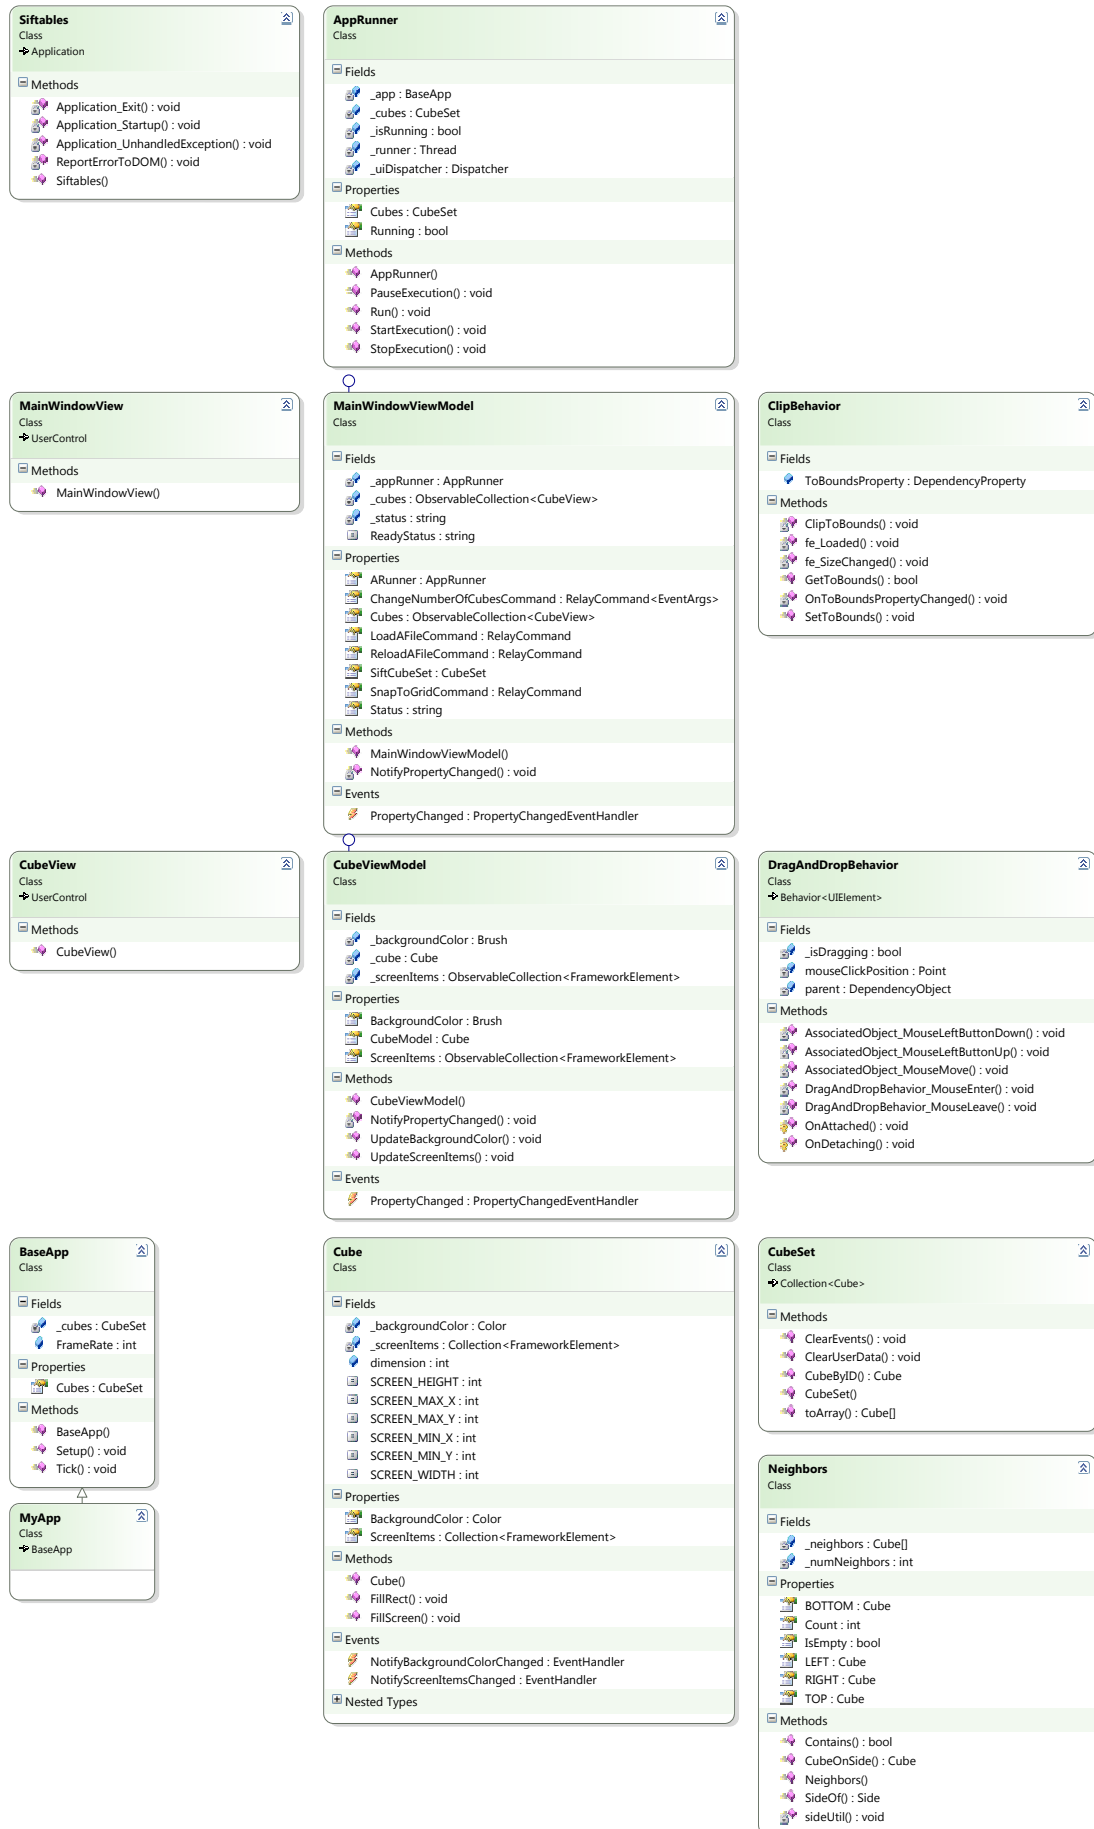 Siftables
Class
Application
Methods
Application_Exit() : void
Application_Startup() : void
Application_UnhandledException() : void
ReportErrorToDOM() : void
Siftables()
AppRunner
Class
Fields
_app : BaseApp
_cubes : CubeSet
_isRunning : bool
_runner : Thread
_uiDispatcher : Dispatcher
Properties
Cubes : CubeSet
Running : bool
Methods
AppRunner()
PauseExecution() : void
Run() : void
StartExecution() : void
StopExecution() : void
MainWindowView
Class
UserControl
Methods
MainWindowView()
MainWindowViewModel
Class
Fields
_appRunner : AppRunner
_cubes : ObservableCollection<CubeView>
_status : string
ReadyStatus : string
Properties
ARunner : AppRunner
ChangeNumberOfCubesCommand : RelayCommand<EventArgs>
Cubes : ObservableCollection<CubeView>
LoadAFileCommand : RelayCommand
ReloadAFileCommand : RelayCommand
SiftCubeSet : CubeSet
SnapToGridCommand : RelayCommand
Status : string
Methods
MainWindowViewModel()
NotifyPropertyChanged() : void
Events
PropertyChanged : PropertyChangedEventHandler
ClipBehavior
Class
Fields
ToBoundsProperty : DependencyProperty
Methods
ClipToBounds() : void
fe_Loaded() : void
fe_SizeChanged() : void
GetToBounds() : bool
OnToBoundsPropertyChanged() : void
SetToBounds() : void
CubeView
Class
UserControl
Methods
CubeView()
CubeViewModel
Class
Fields
_backgroundColor : Brush
_cube : Cube
_screenItems : ObservableCollection<FrameworkElement>
Properties
BackgroundColor : Brush
CubeModel : Cube
ScreenItems : ObservableCollection<FrameworkElement>
Methods
CubeViewModel()
NotifyPropertyChanged() : void
UpdateBackgroundColor() : void
UpdateScreenItems() : void
Events
PropertyChanged : PropertyChangedEventHandler
DragAndDropBehavior
Class
Behavior<UIElement>
Fields
_isDragging : bool
mouseClickPosition : Point
parent : DependencyObject
Methods
AssociatedObject_MouseLeftButtonDown() : void
AssociatedObject_MouseLeftButtonUp() : void
AssociatedObject_MouseMove() : void
DragAndDropBehavior_MouseEnter() : void
DragAndDropBehavior_MouseLeave() : void
OnAttached() : void
OnDetaching() : void
BaseApp
Class
Fields
_cubes : CubeSet
FrameRate : int
Properties
Cubes : CubeSet
Methods
BaseApp()
Setup() : void
Tick() : void
MyApp
Class
BaseApp
Cube
Class
Fields
_backgroundColor : Color
_screenItems : Collection<FrameworkElement>
dimension : int
SCREEN_HEIGHT : int
SCREEN_MAX_X : int
SCREEN_MAX_Y : int
SCREEN_MIN_X : int
SCREEN_MIN_Y : int
SCREEN_WIDTH : int
Properties
BackgroundColor : Color
ScreenItems : Collection<FrameworkElement>
Methods
Cube()
FillRect() : void
FillScreen() : void
Events
NotifyBackgroundColorChanged : EventHandler
NotifyScreenItemsChanged : EventHandler
Nested Types
CubeSet
Class
Collection<Cube>
Methods
ClearEvents() : void
ClearUserData() : void
CubeByID() : Cube
CubeSet()
toArray() : Cube[]
Neighbors
Class
Fields
_neighbors : Cube[]
_numNeighbors : int
Properties
BOTTOM : Cube
Count : int
IsEmpty : bool
LEFT : Cube
RIGHT : Cube
TOP : Cube
Methods
Contains() : bool
CubeOnSide() : Cube
Neighbors()
SideOf() : Side
sideUtil() : void